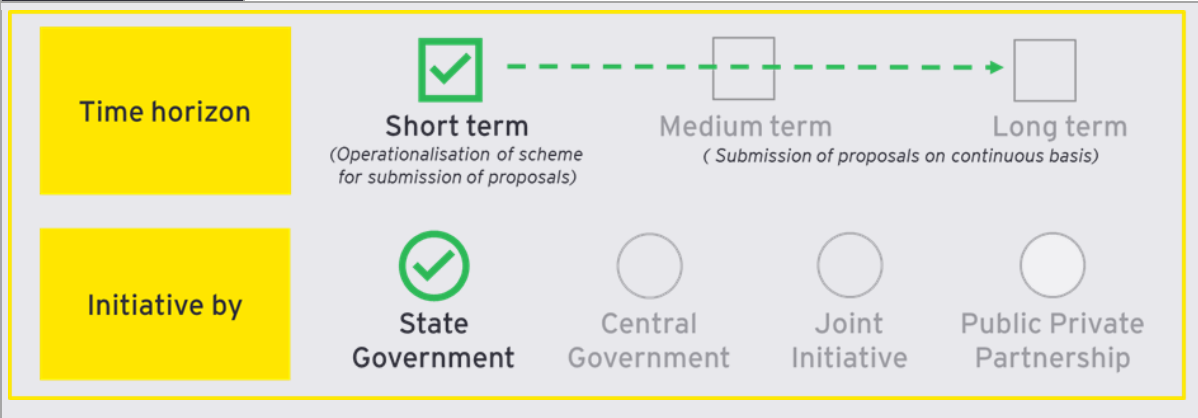 Time horizon
Short term
(Operationalisation of scheme
for submission of proposals)
Medium term
Long term
( Submission of proposals on continuous basis)
Initiative by
State
Government
Central
Government
Joint
Initiative
Public Private
Partnership